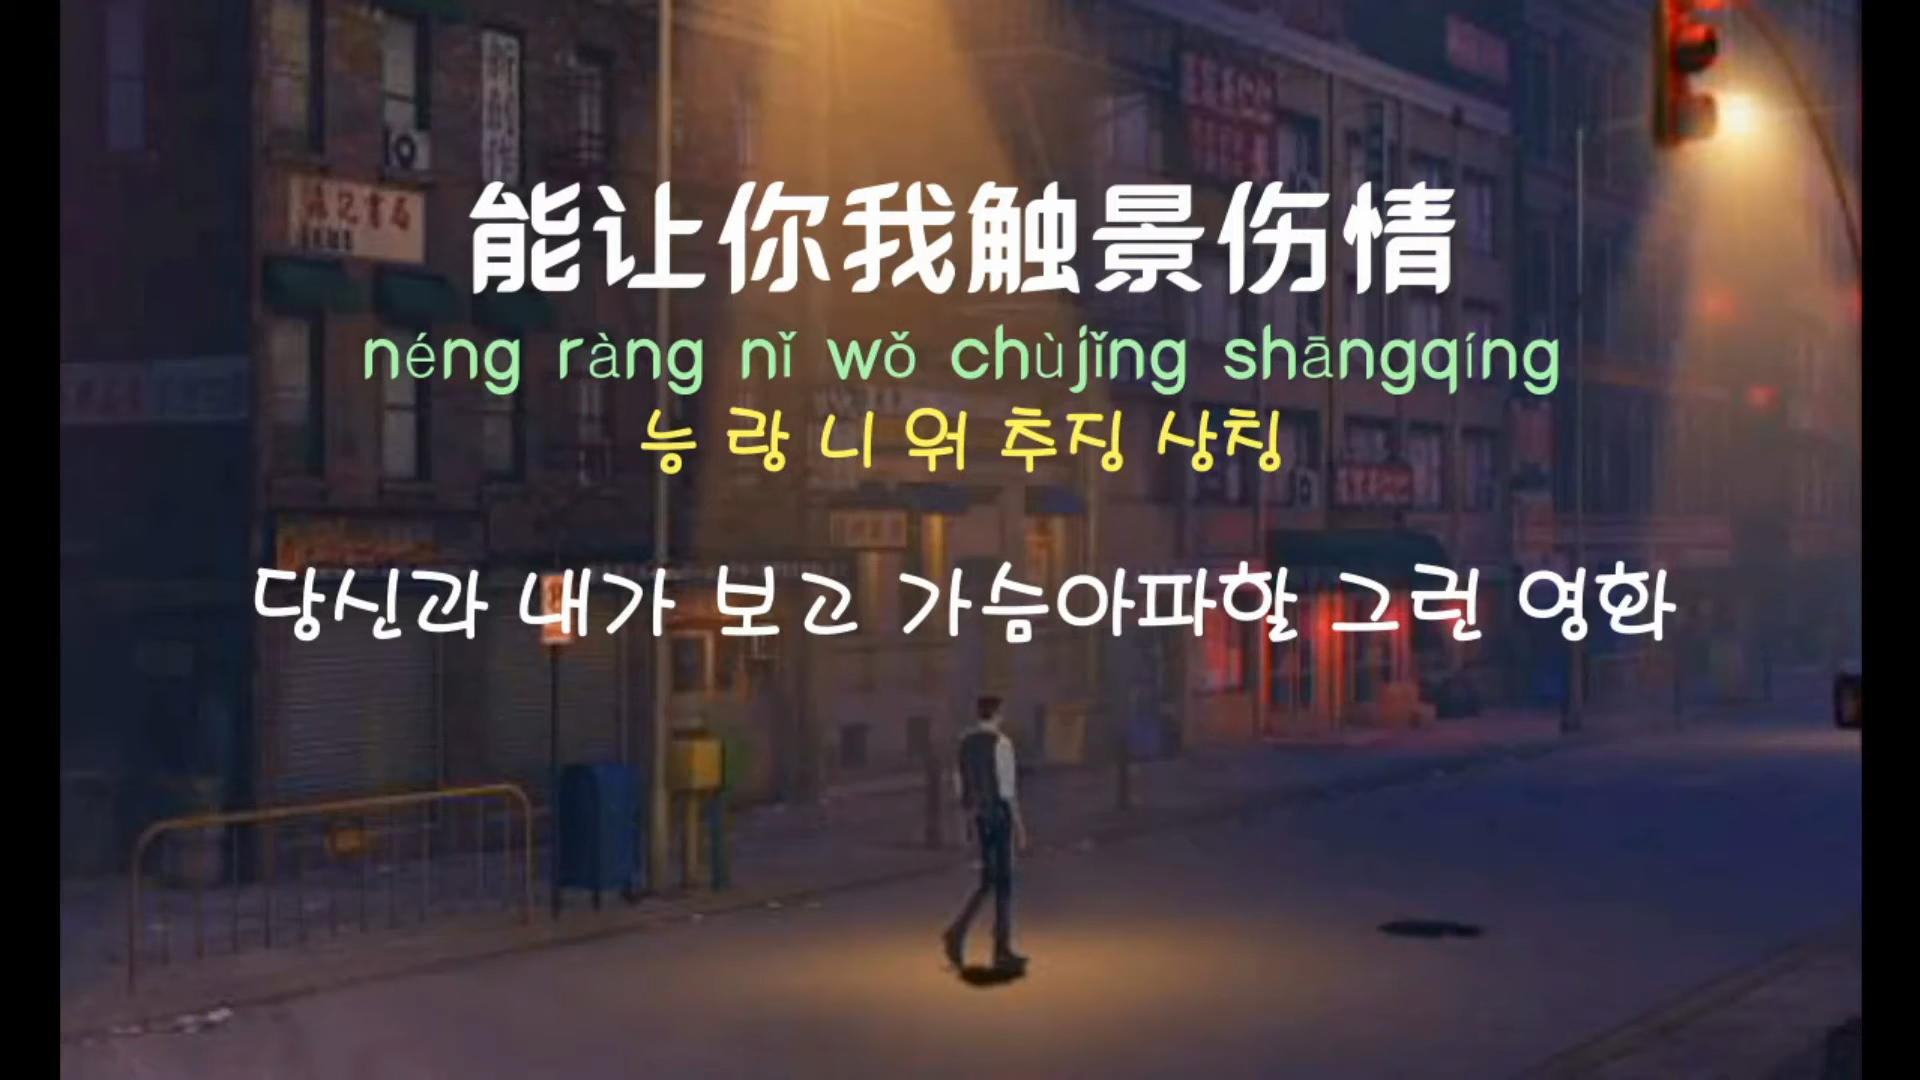 能让你我触景伤情
néng ràng nǐ wǒ chùjǐng shāngqíng
능 랑 니 워 추징 상칭
당신과 내가 보고 가슴아파할 그런 영화